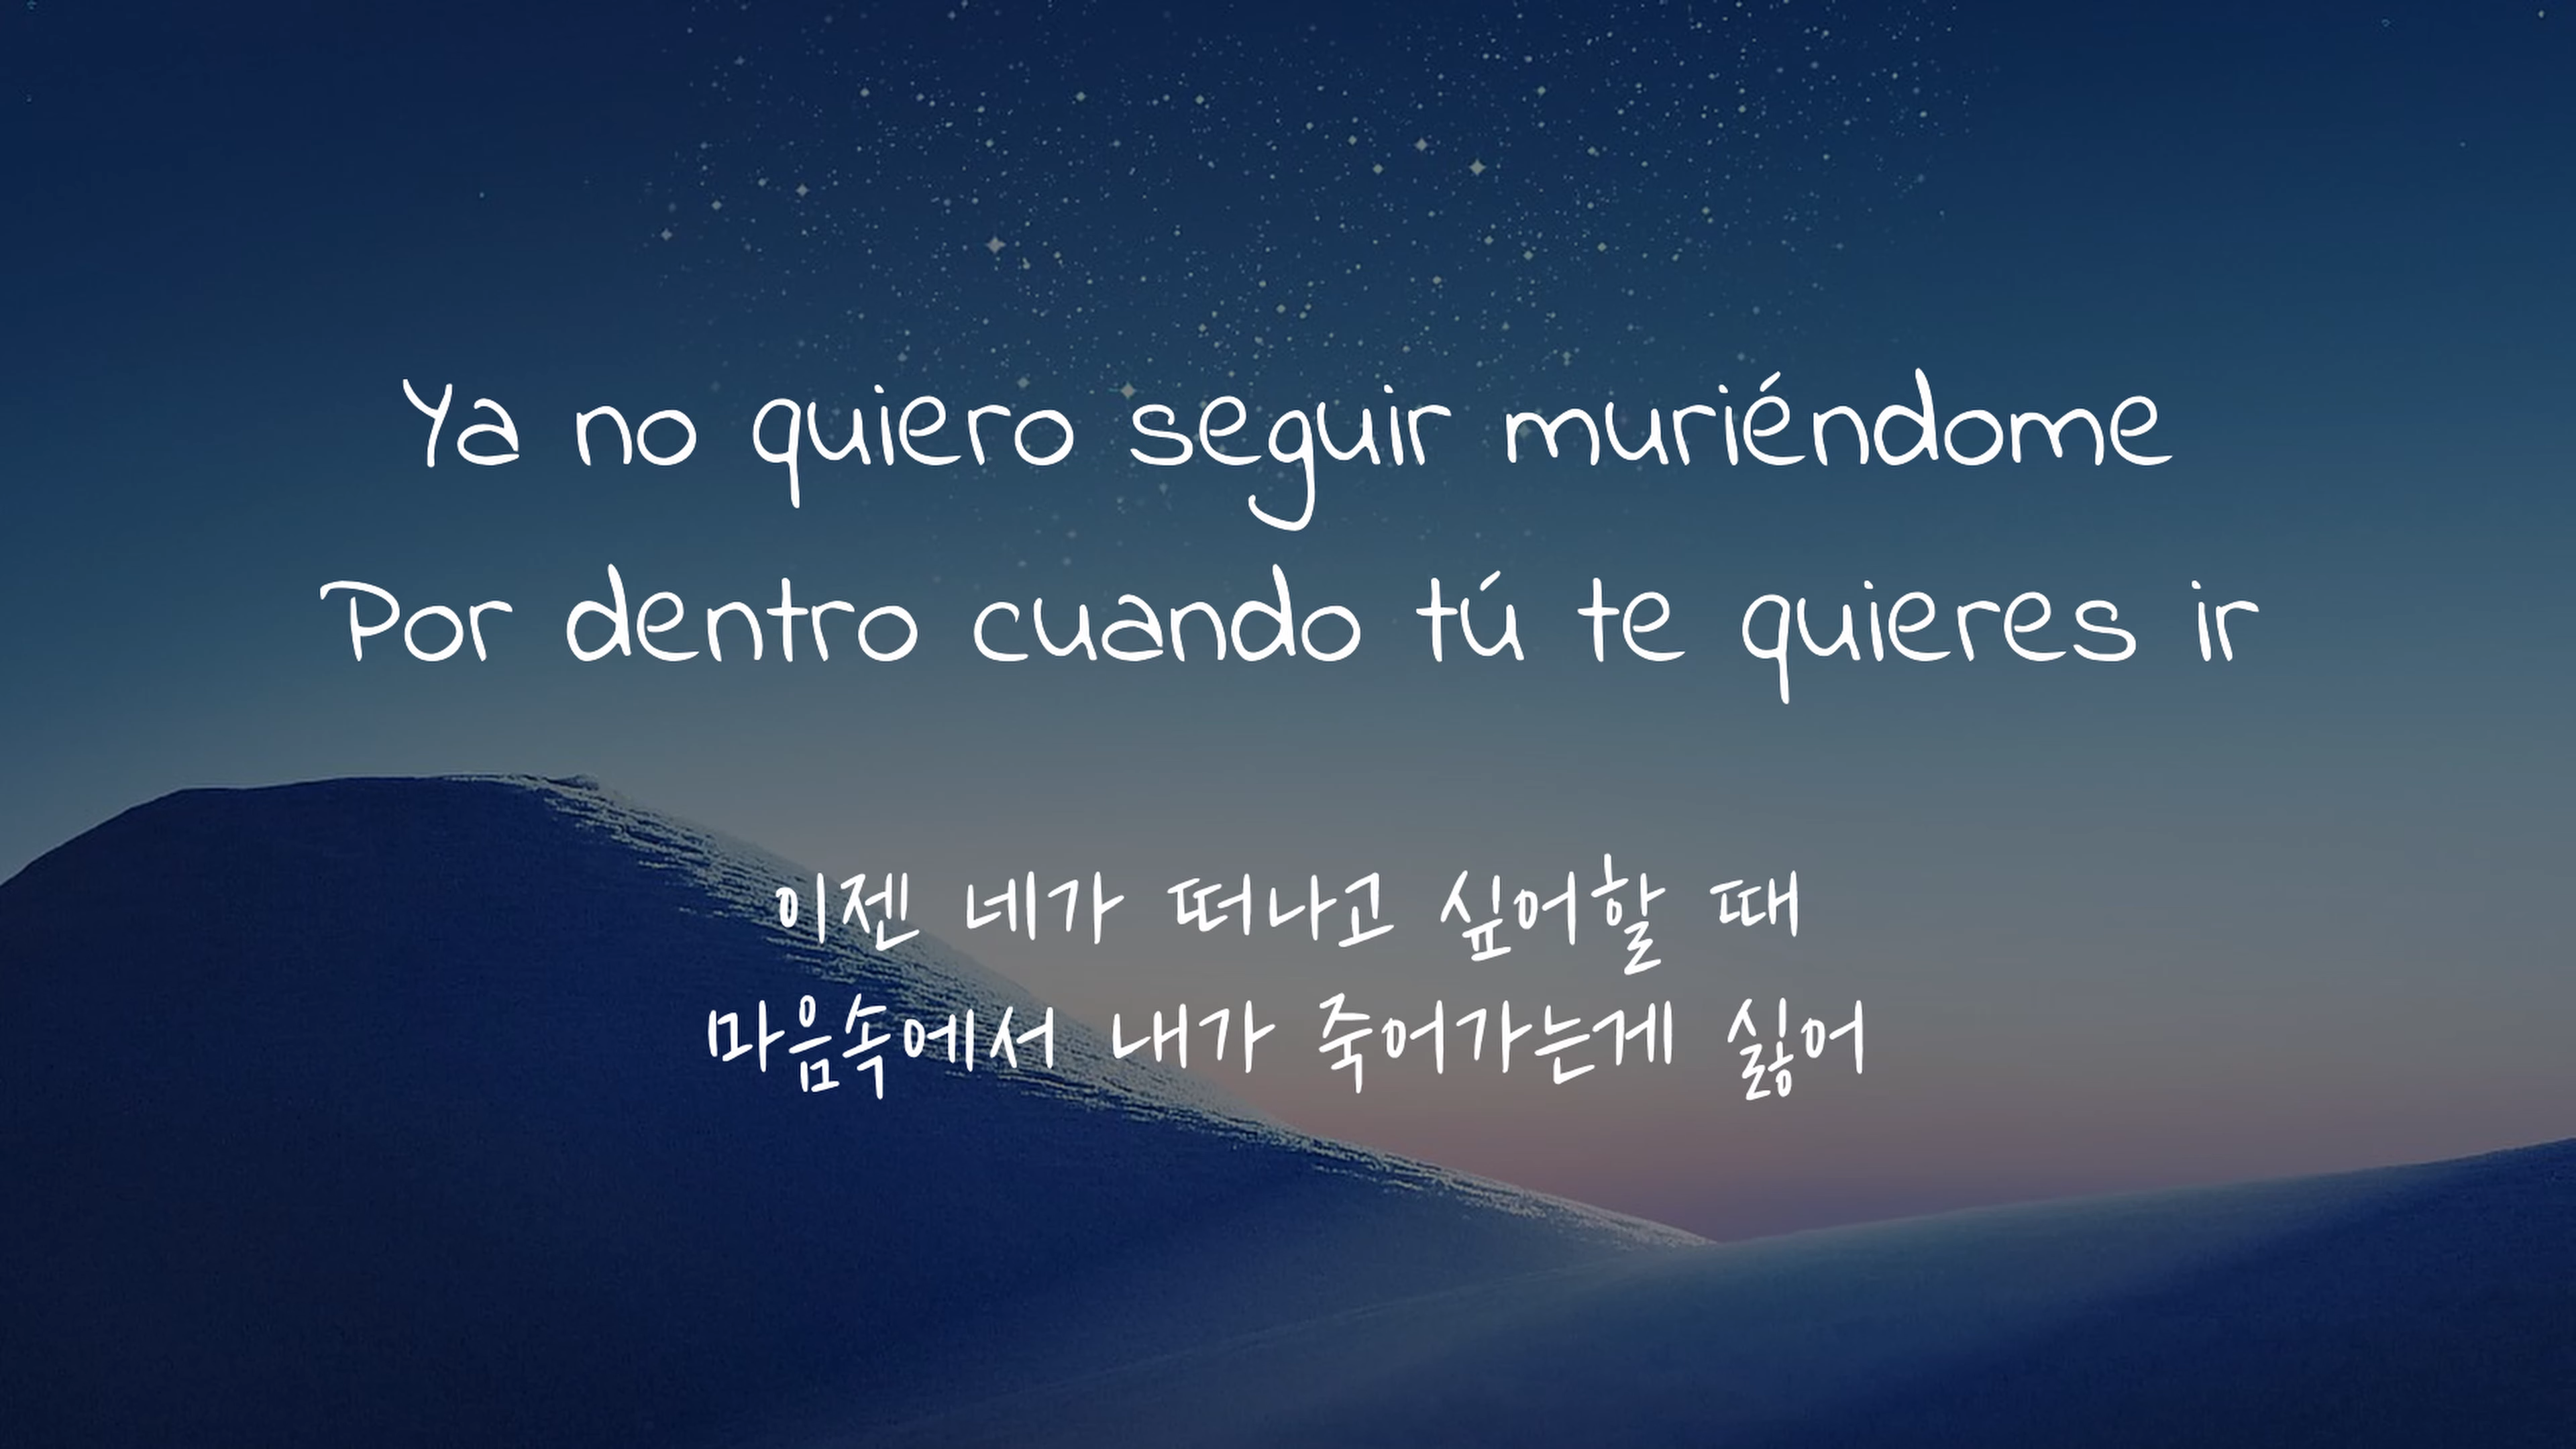 Ya no quiero seguir muriéndome
Por dentro cuando tú te quieres ir
이젠 네가 떠나고 싶어할 때
마음속에서 내가 죽어가는게 싫어